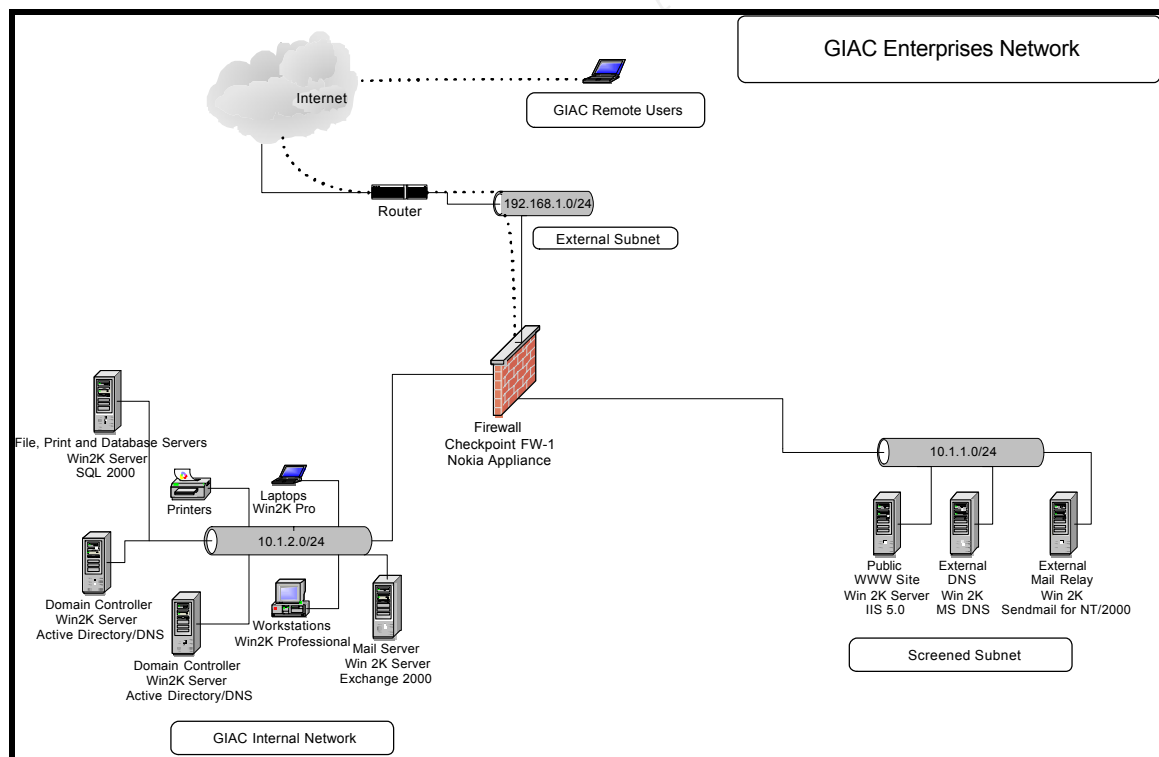 GIAC Enterprises Network
Internet
GIAC Remote Users
Router
192.168.1.0/24
External Subnet
Firewall
Checkpoint FW-1
Nokia Appliance
File, Print and Database Servers
Win2K Server
SQL 2000
Printers
Laptops
Win2K Pro
10.1.2.0/24
Domain Controller
Win2K Server
Active Directory/DNS
Domain Controller
Win2K Server
Active Directory/DNS
Workstations
Win2K Professional
Mail Server
Win 2K Server
Exchange 2000
GIAC Internal Network
10.1.1.0/24
Public
WWW Site
Win 2K Server
IIS 5.0
External
DNS
Win 2K
MS DNS
External
Mail Relay
Win 2K
Sendmail for NT/2000
Screened Subnet